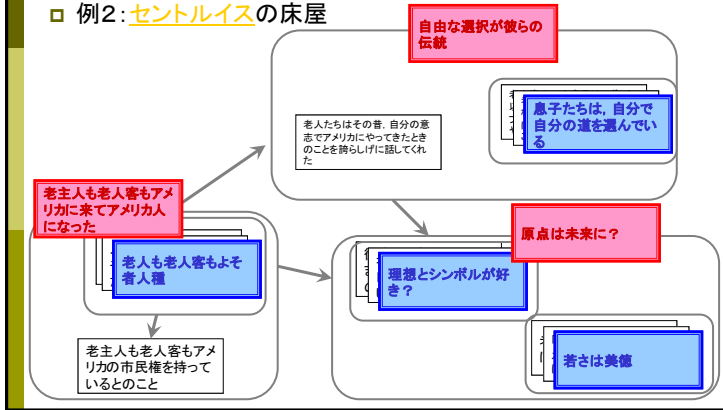 例2：セントルイスの床屋
自由な選択が彼らの
伝統
老人たちはその昔，自分の意
志でアメリカにやってきたとき
のことを誇らしげに話してくれ
た
息子たちは，自分で
自分の道を選んでい
る
老主人も老人客もアメ
リカに来てアメリカ人
になった
老人も老人客もよそ
者人種
老主人も老人客もアメ
リカの市民権を持って
いるとのこと
原点は未来に？
理想とシンボルが好
き？
若さは美徳